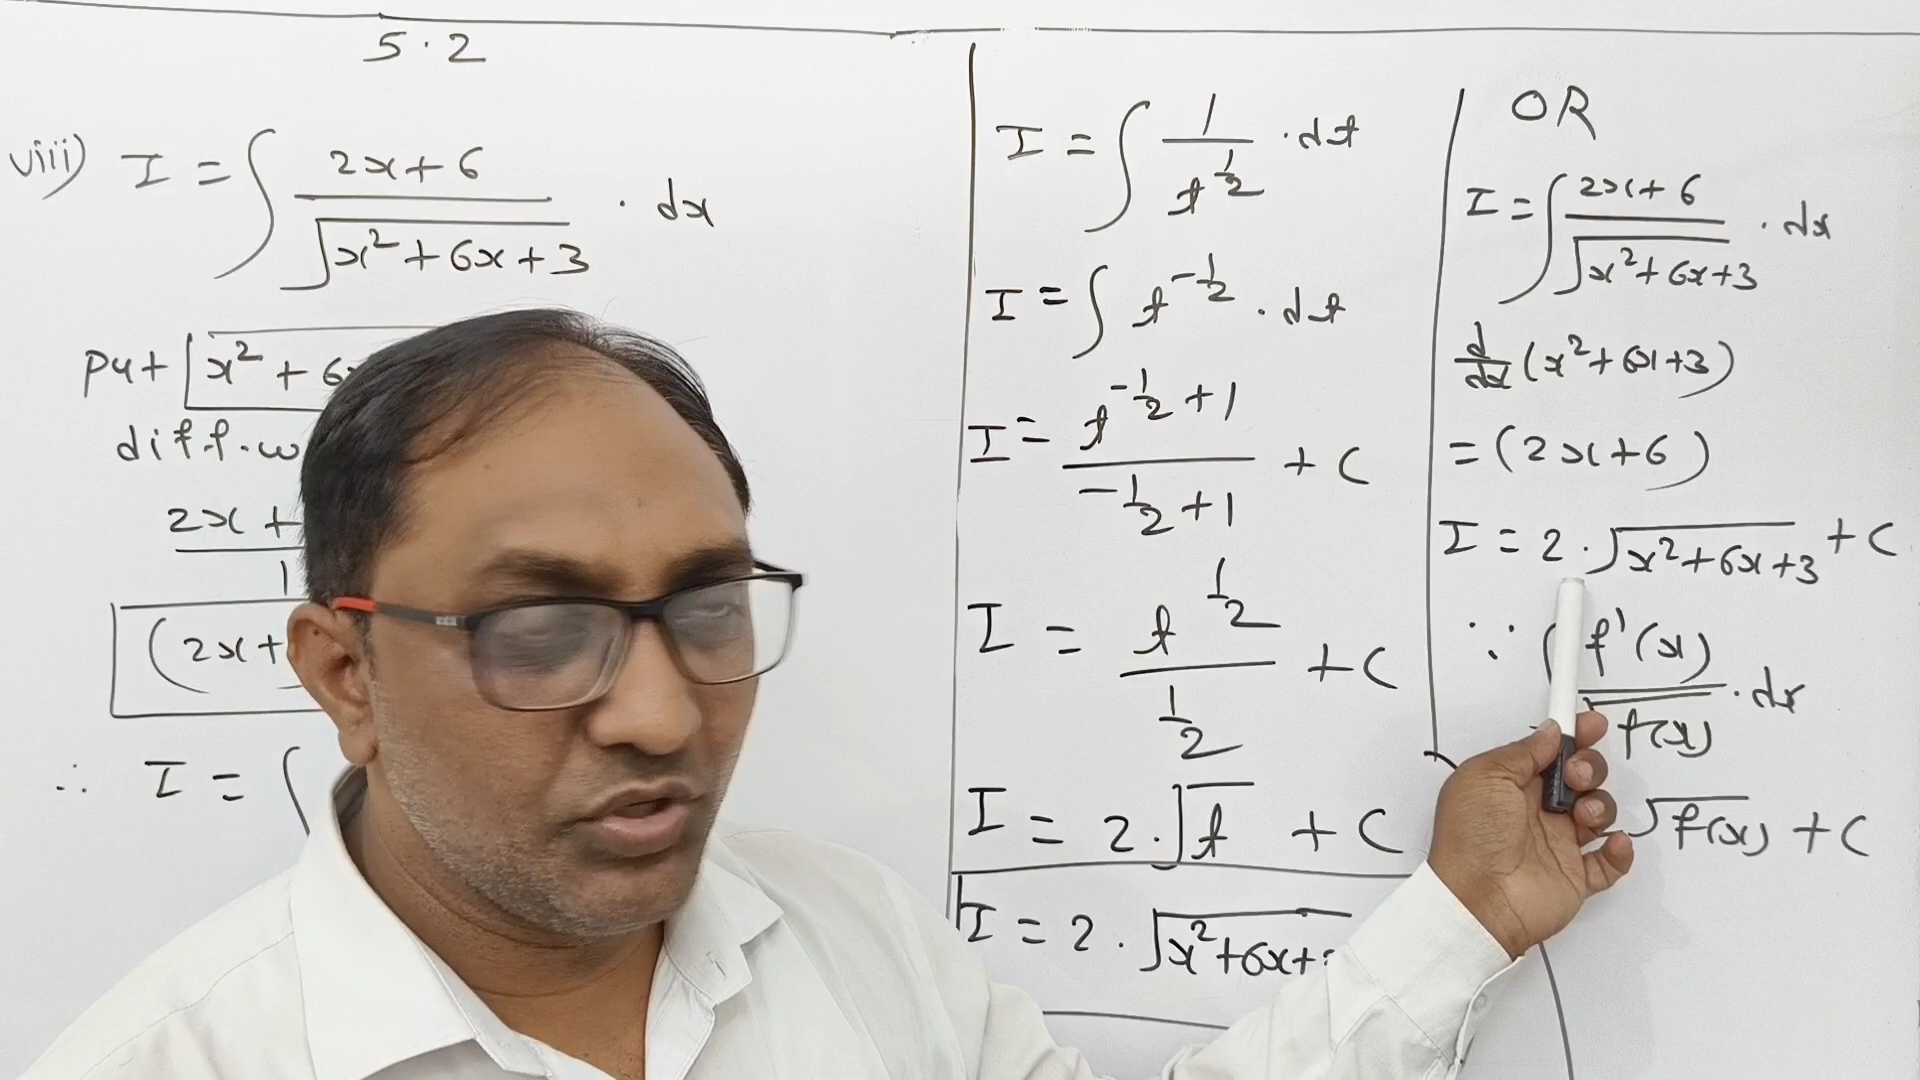 5.2
viii) I = ∫ (2x+6)/√(x²+6x+3) · dx
put √(x² + 6
diff. w
2x +
1
(2x+
∴ I = ∫
I = ∫ 1/t^(1/2) · dt
I = ∫ t^(-1/2) · dt
I = t^(-1/2 + 1)/(-1/2 + 1) + C
I = t^(1/2)/(1/2) + C
I = 2 · √t + C
I = 2 · √(x²+6x+
OR
I = ∫ (2x+6)/√(x²+6x+3) · dx
d/dx (x²+6x+3)
= (2x+6)
I = 2 · √(x²+6x+3) + C
∵ ∫ f'(x)/√f(x) · dx
√f(x) + C